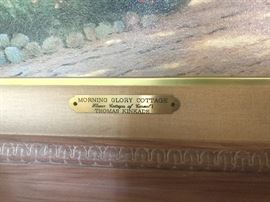 MORNING GLORY COTTAGE
Flower Cottages of Carmel I
THOMAS KINKADE